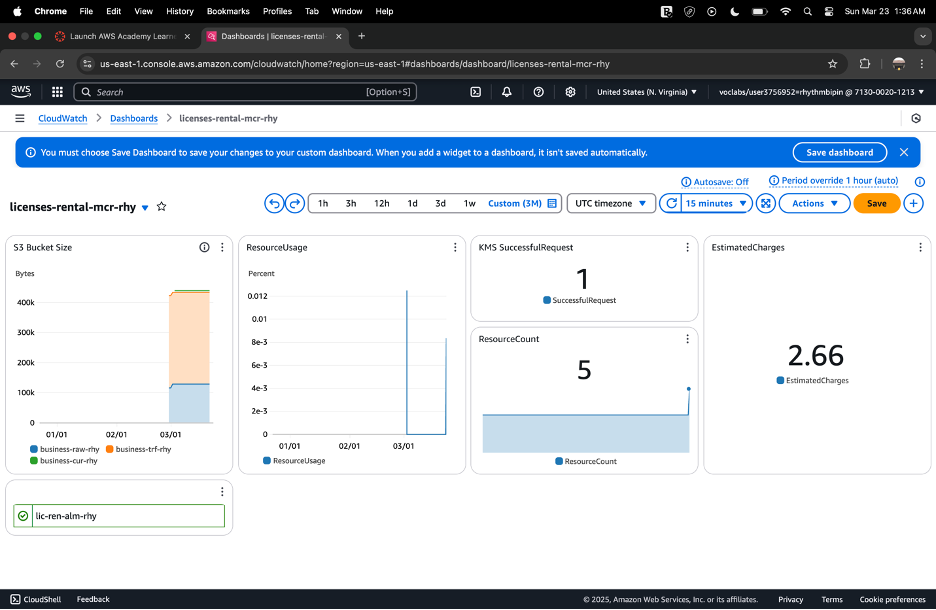 Chrome File Edit View History Bookmarks Profiles Tab Window Help Sun Mar 23 1:36 AM
Launch AWS Academy Learn Dashboards | licenses-rental-
us-east-1.console.aws.amazon.com/cloudwatch/home?region=us-east-1#dashboards/dashboard/licenses-rental-mcr-rhy
aws Search [Option+S] United States (N. Virginia) voclabs/user3756952=rhythmbipin @ 7130-0020-1213
CloudWatch > Dashboards > licenses-rental-mcr-rhy
You must choose Save Dashboard to save your changes to your custom dashboard. When you add a widget to a dashboard, it isn't saved automatically. Save dashboard
Autosave: Off Period override 1 hour (auto)
licenses-rental-mcr-rhy 1h 3h 12h 1d 3d 1w Custom (3M) UTC timezone 15 minutes Actions Save
S3 Bucket Size
Bytes
400k
300k
200k
100k
0
01/01 02/01 03/01
business-raw-rhy business-trf-rhy
business-cur-rhy
ResourceUsage
Percent
0.012
0.01
8e-3
6e-3
4e-3
2e-3
0
01/01 02/01 03/01
ResourceUsage
KMS SuccessfulRequest
1
SuccessfulRequest
ResourceCount
5
ResourceCount
EstimatedCharges
2.66
EstimatedCharges
lic-ren-alm-rhy
CloudShell Feedback © 2025, Amazon Web Services, Inc. or its affiliates. Privacy Terms Cookie preferences